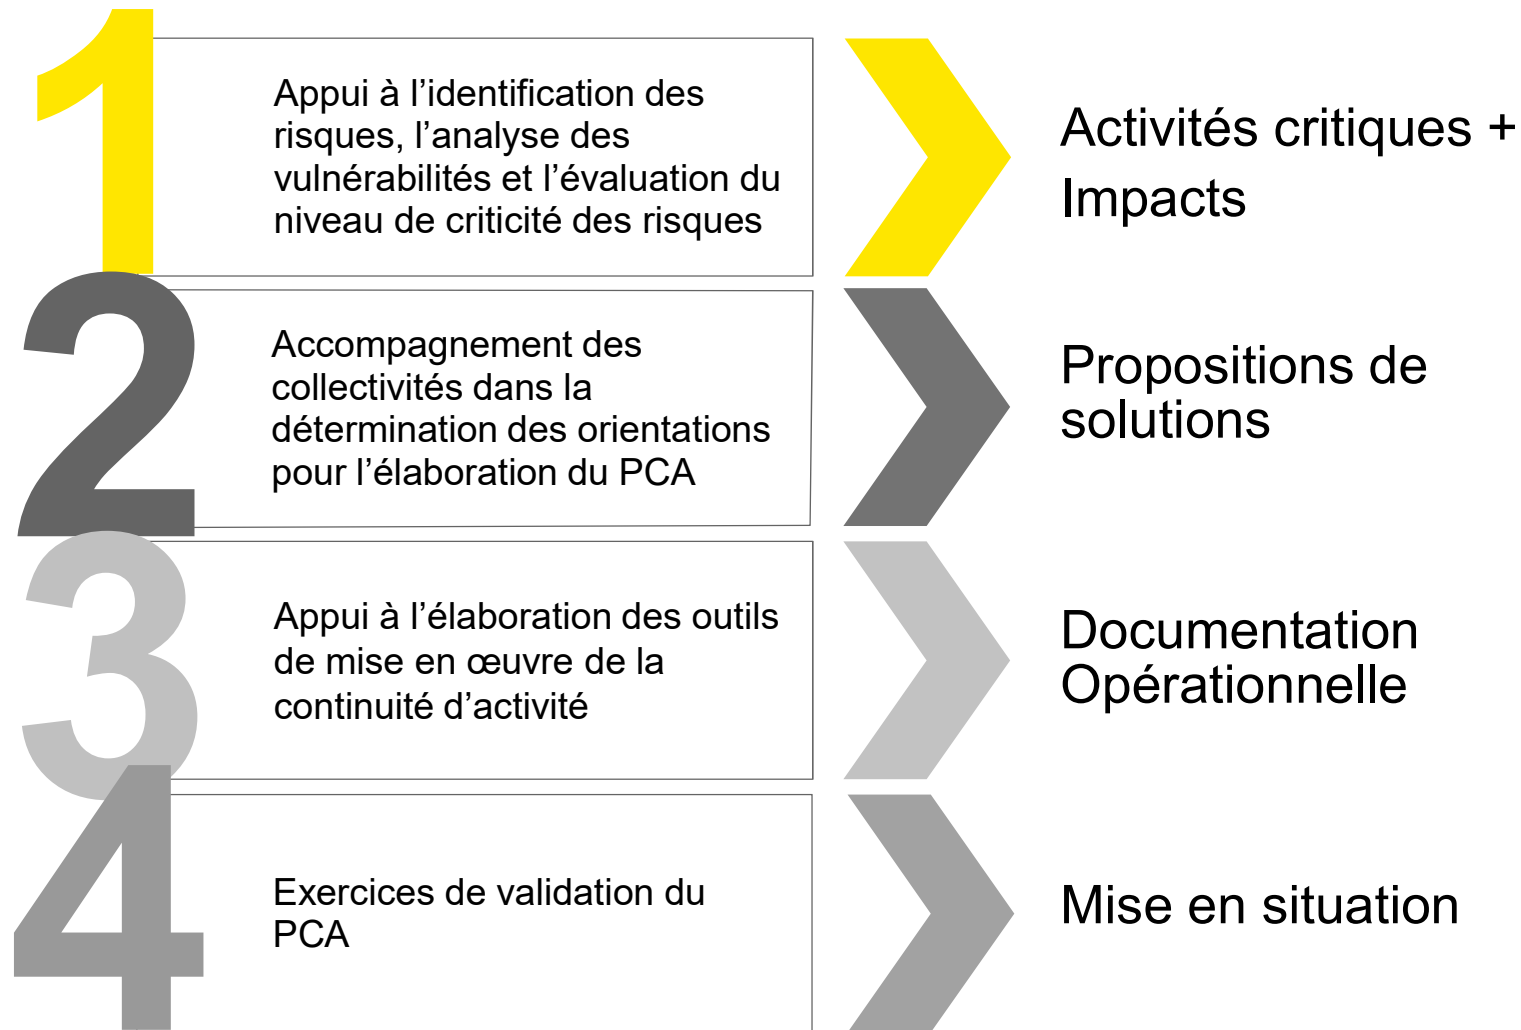 1
Appui à l’identification des
risques, l’analyse des
vulnérabilités et l’évaluation du
niveau de criticité des risques
Activités critiques +
Impacts
2
Accompagnement des
collectivités dans la
détermination des orientations
pour l’élaboration du PCA
Propositions de
solutions
3
Appui à l’élaboration des outils
de mise en œuvre de la
continuité d’activité
Documentation
Opérationnelle
4
Exercices de validation du
PCA
Mise en situation